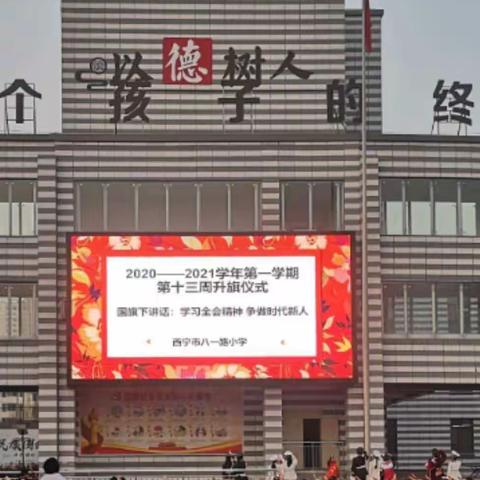 以德树人
个孩子的终
2020——2021学年第一学期
第十三周升旗仪式
国旗下讲话：学习全会精神 争做时代新人
西宁市八一路小学